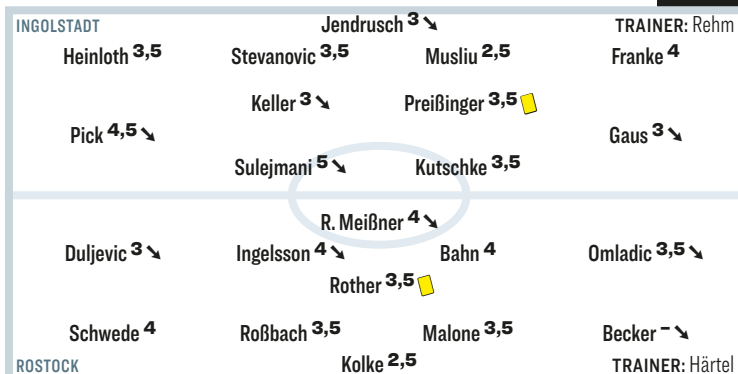 INGOLSTADT Jendrusch 3 ↘ TRAINER: Rehm
Heinloth 3,5 Stevanovic 3,5 Musliu 2,5 Franke 4
Keller 3 ↘ Preißinger 3,5
Pick 4,5 ↘ Gaus 3 ↘
Sulejmani 5 ↘ Kutschke 3,5
R. Meißner 4 ↘
Duljevic 3 ↘ Ingelsson 4 ↘ Bahn 4 Omladic 3,5 ↘
Rother 3,5
Schwede 4 Roßbach 3,5 Malone 3,5 Becker – ↘
ROSTOCK Kolke 2,5 TRAINER: Härtel